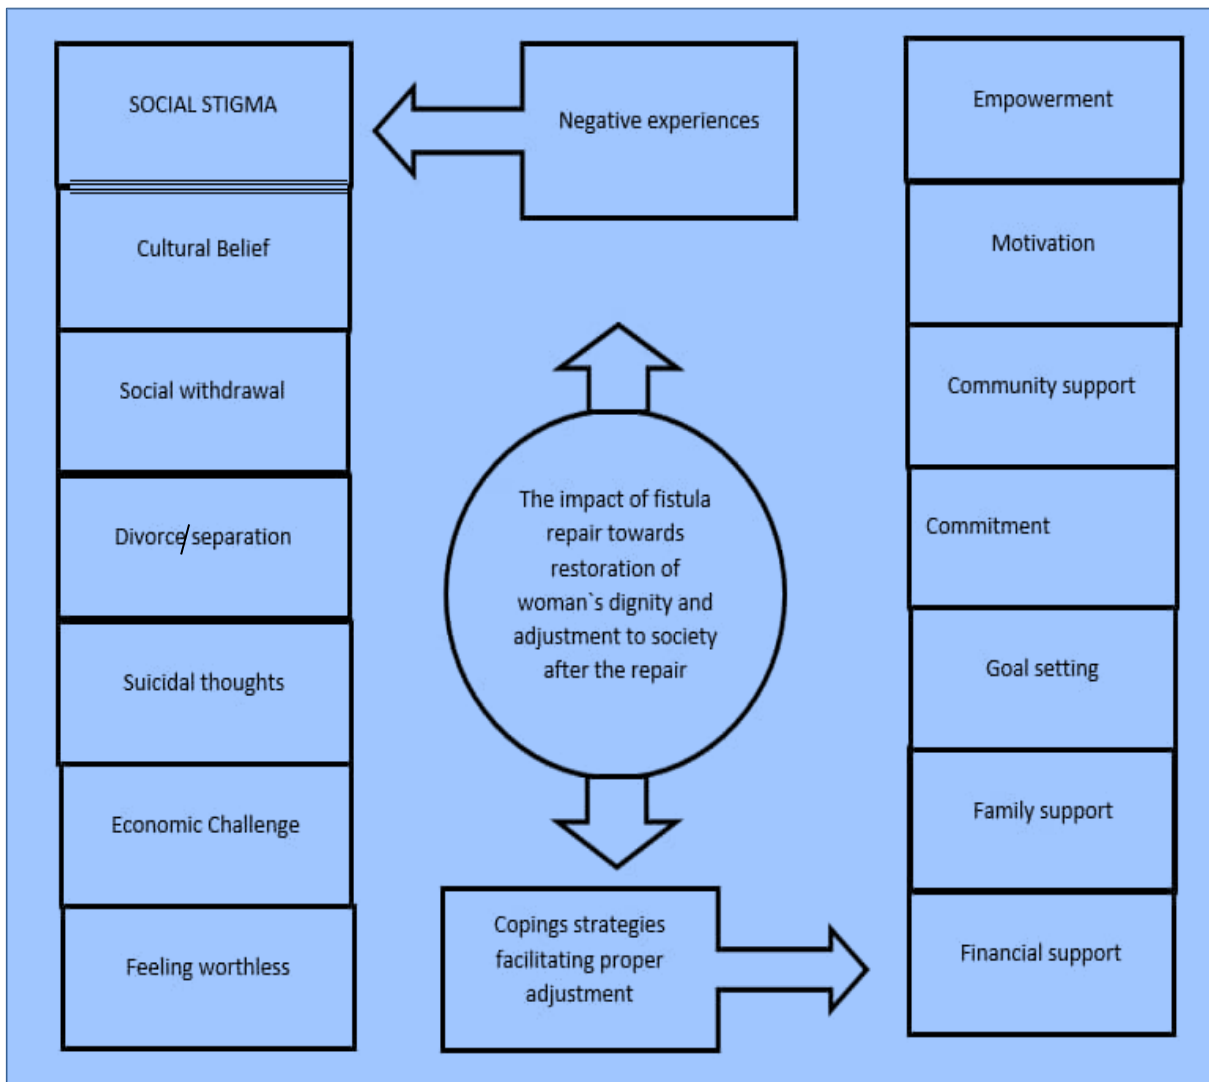 SOCIAL STIGMA
Cultural Belief
Social withdrawal
Divorce/separation
Suicidal thoughts
Economic Challenge
Feeling worthless
Negative experiences
The impact of fistula
repair towards
restoration of
woman`s dignity and
adjustment to society
after the repair
Copings strategies
facilitating proper
adjustment
Empowerment
Motivation
Community support
Commitment
Goal setting
Family support
Financial support